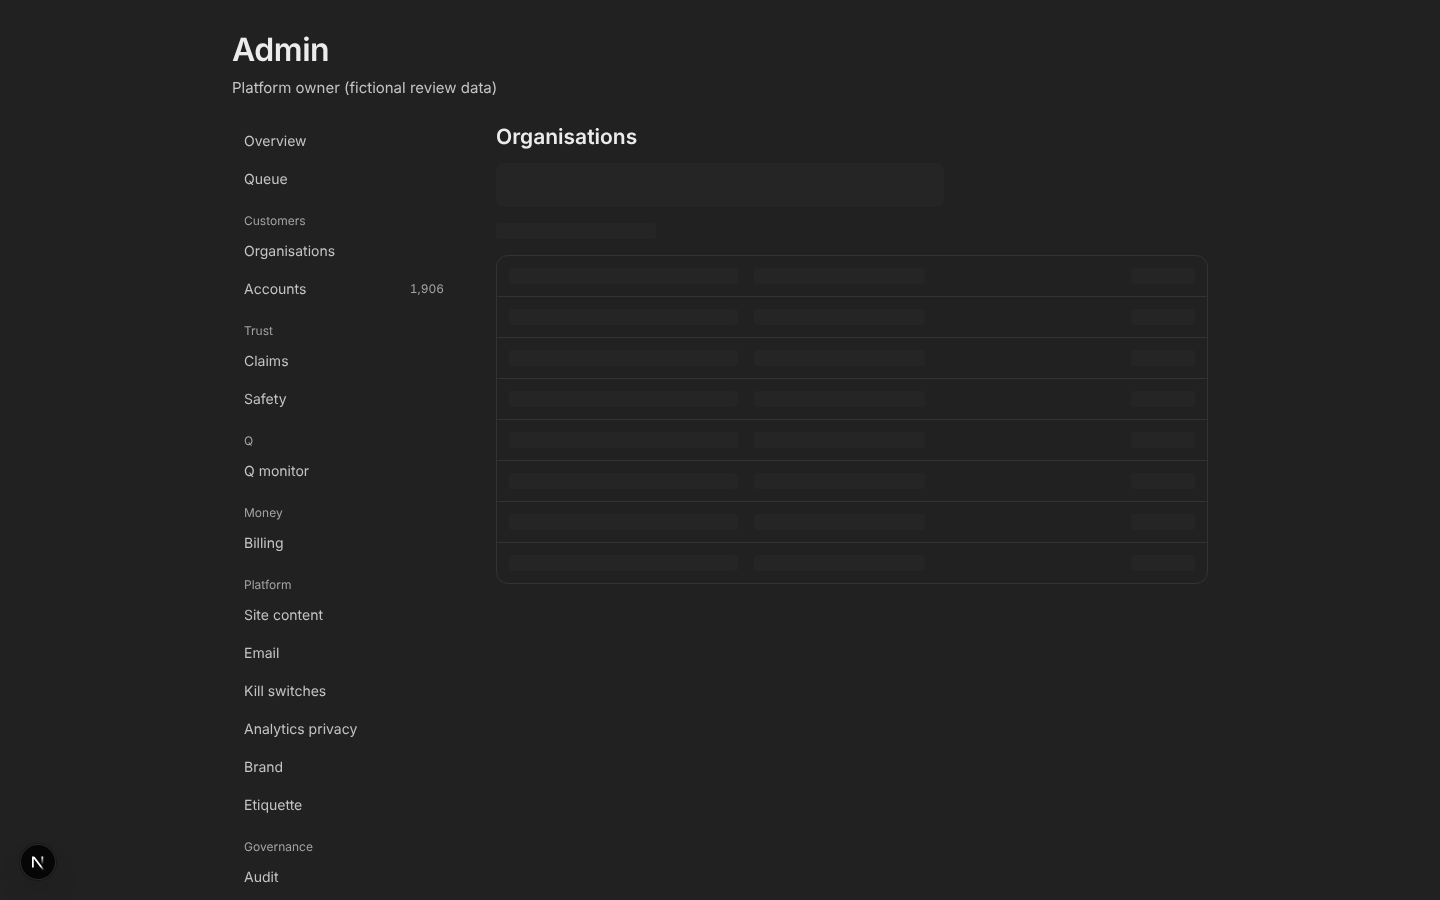 Admin
Platform owner (fictional review data)
Overview
Queue
Customers
Organisations
Accounts 1,906
Trust
Claims
Safety
Q
Q monitor
Money
Billing
Platform
Site content
Email
Kill switches
Analytics privacy
Brand
Etiquette
Governance
Audit
Organisations
N